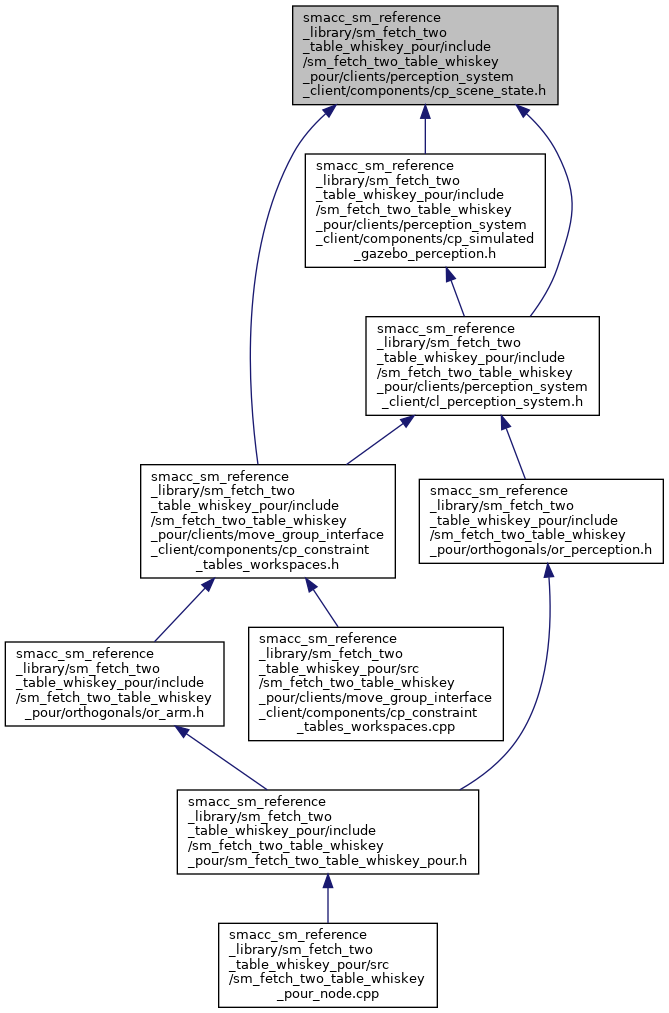 smacc_sm_reference
_library/sm_fetch_two
_table_whiskey_pour/include
/sm_fetch_two_table_whiskey
_pour/clients/perception_system
_client/components/cp_scene_state.h
smacc_sm_reference
_library/sm_fetch_two
_table_whiskey_pour/include
/sm_fetch_two_table_whiskey
_pour/clients/perception_system
_client/components/cp_simulated
_gazebo_perception.h
smacc_sm_reference
_library/sm_fetch_two
_table_whiskey_pour/include
/sm_fetch_two_table_whiskey
_pour/clients/perception_system
_client/cl_perception_system.h
smacc_sm_reference
_library/sm_fetch_two
_table_whiskey_pour/include
/sm_fetch_two_table_whiskey
_pour/clients/move_group_interface
_client/components/cp_constraint
_tables_workspaces.h
smacc_sm_reference
_library/sm_fetch_two
_table_whiskey_pour/include
/sm_fetch_two_table_whiskey
_pour/orthogonals/or_perception.h
smacc_sm_reference
_library/sm_fetch_two
_table_whiskey_pour/include
/sm_fetch_two_table_whiskey
_pour/orthogonals/or_arm.h
smacc_sm_reference
_library/sm_fetch_two
_table_whiskey_pour/src
/sm_fetch_two_table_whiskey
_pour/clients/move_group_interface
_client/components/cp_constraint
_tables_workspaces.cpp
smacc_sm_reference
_library/sm_fetch_two
_table_whiskey_pour/include
/sm_fetch_two_table_whiskey
_pour/sm_fetch_two_table_whiskey_pour.h
smacc_sm_reference
_library/sm_fetch_two
_table_whiskey_pour/src
/sm_fetch_two_table_whiskey
_pour_node.cpp